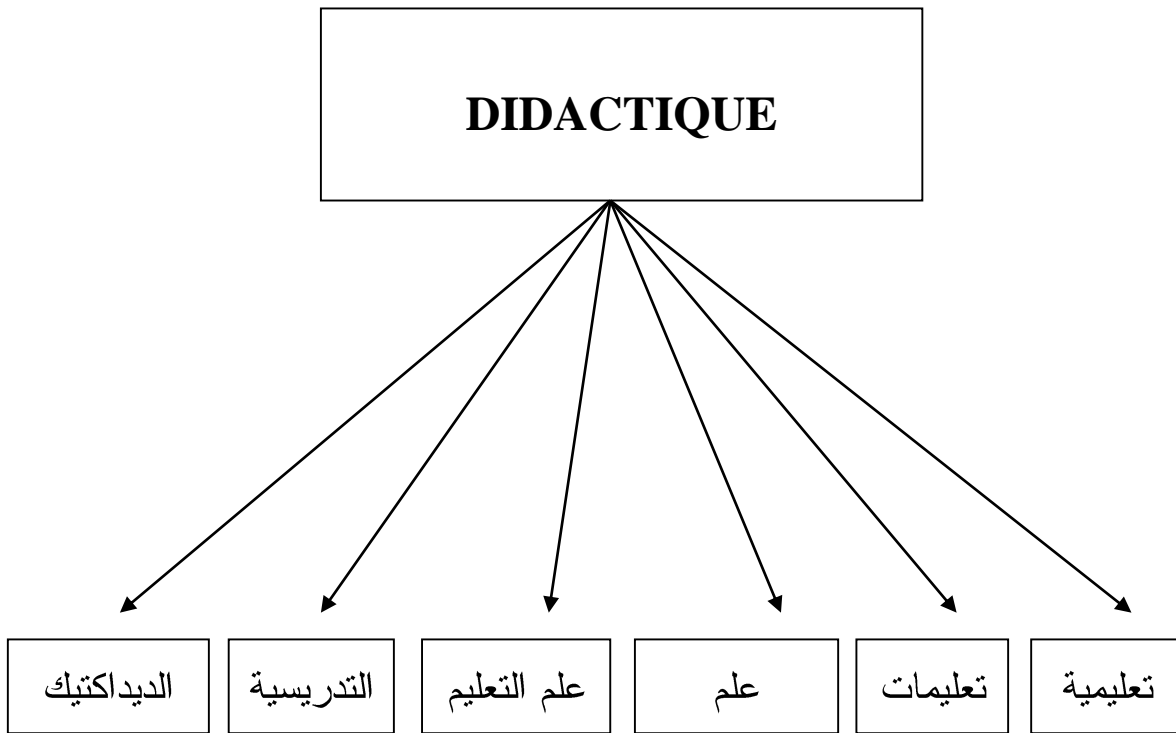 DIDACTIQUE
تعليمية
تعليمات
علم
علم التعليم
التدريسية
الديداكتيك